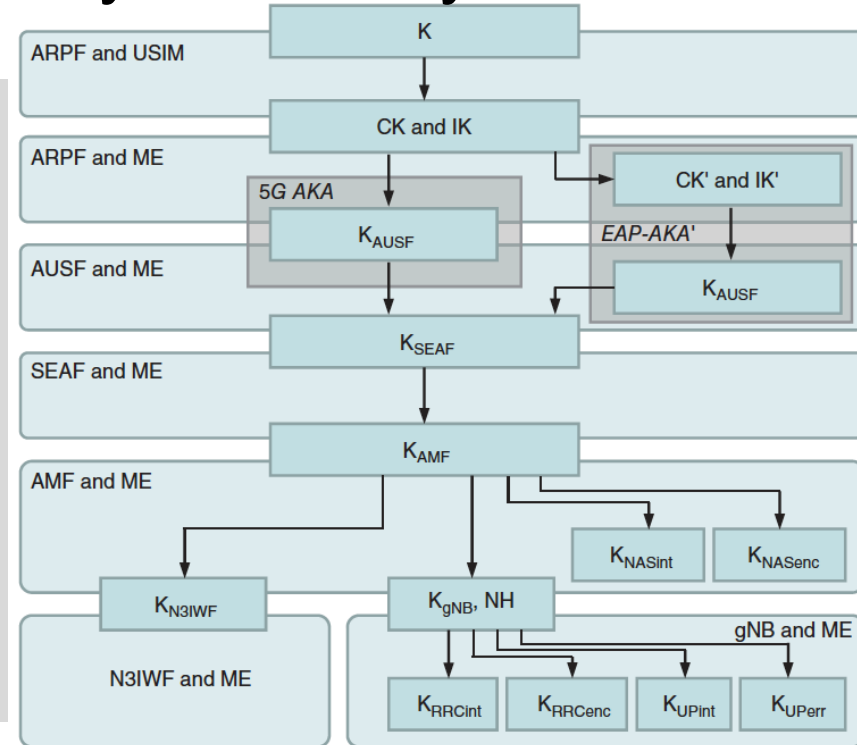 K
ARPF and USIM
CK and IK
ARPF and ME
CK' and IK'
5G AKA
KAUSF
EAP-AKA'
AUSF and ME
KAUSF
KSEAF
SEAF and ME
KAMF
AMF and ME
KNASint
KNASenc
KN3IWF
KgNB, NH
gNB and ME
N3IWF and ME
KRRCint
KRRCenc
KUPint
KUPerr